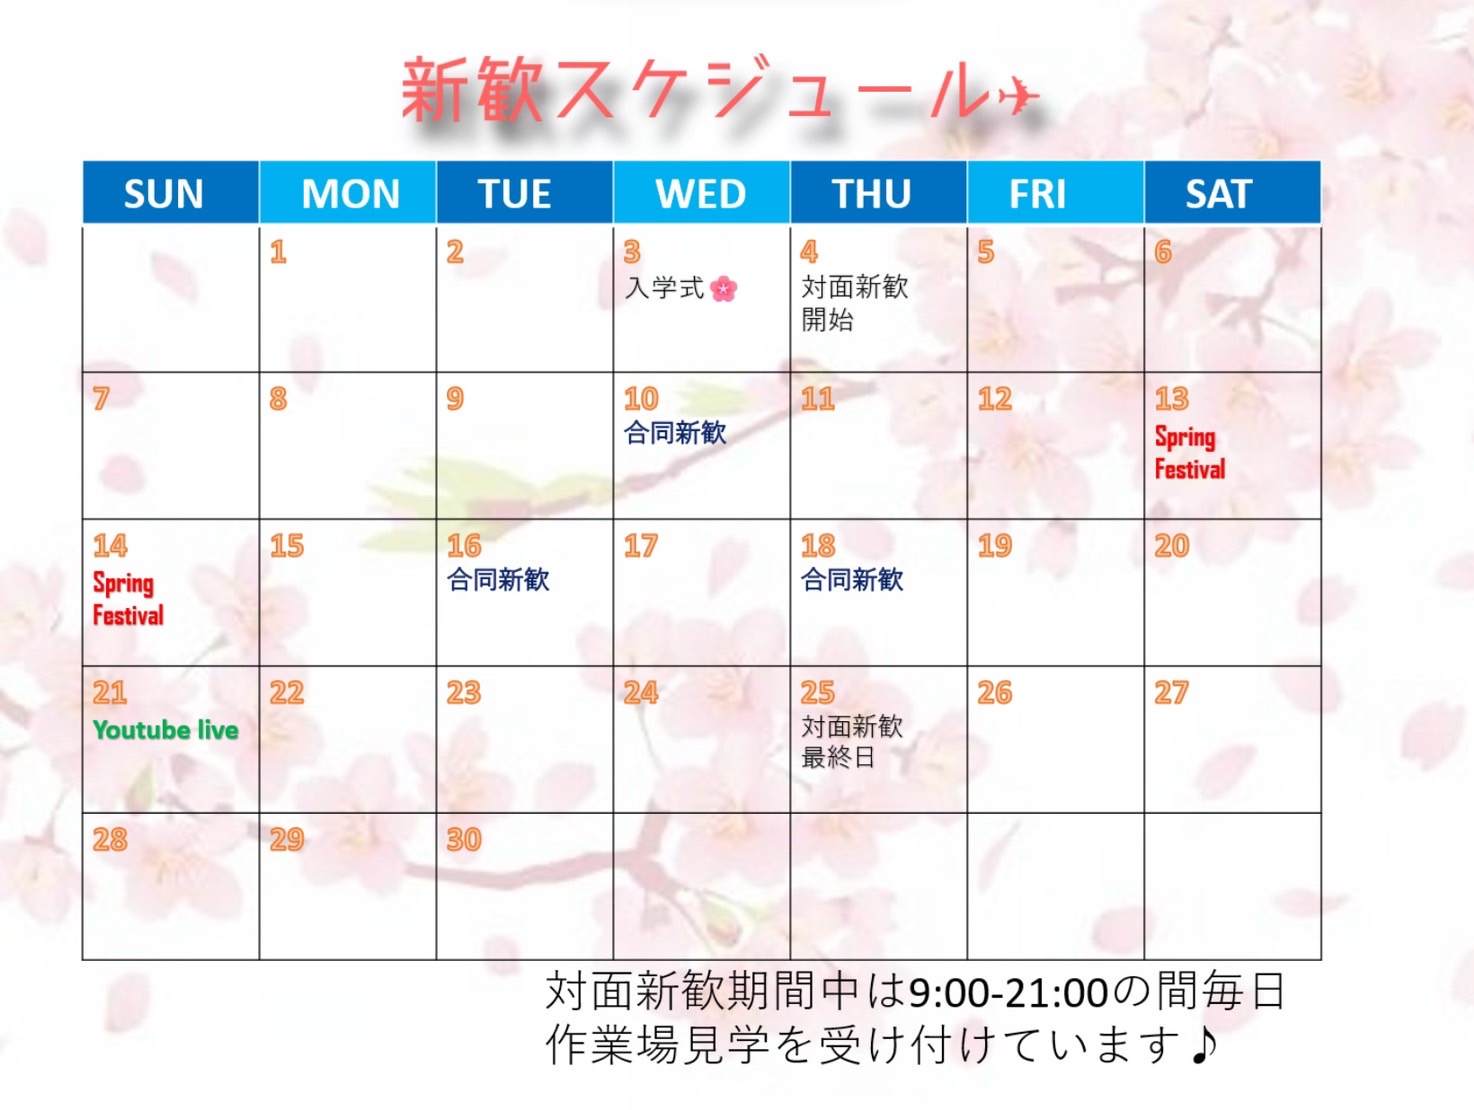 新歓スケジュール✈
SUN MON TUE WED THU FRI SAT
1 2 3 4 5 6
入学式🌸 対面新歓
開始
7 8 9 10 11 12 13
合同新歓 Spring
Festival
14 15 16 17 18 19 20
Spring 合同新歓 合同新歓
Festival
21 22 23 24 25 26 27
Youtube live 対面新歓
最終日
28 29 30
対面新歓期間中は9:00-21:00の間毎日
作業場見学を受け付けています♪